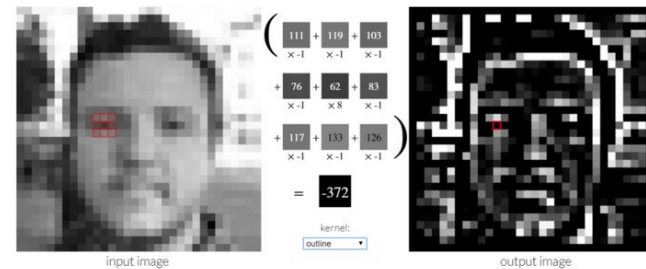 ( 111 + 119 + 103
× -1 × -1 × -1
+ 76 + 62 + 83
× -1 × 8 × -1
+ 117 + 133 + 126 )
× -1 × -1 × -1
= -372
kernel:
outline
input image output image